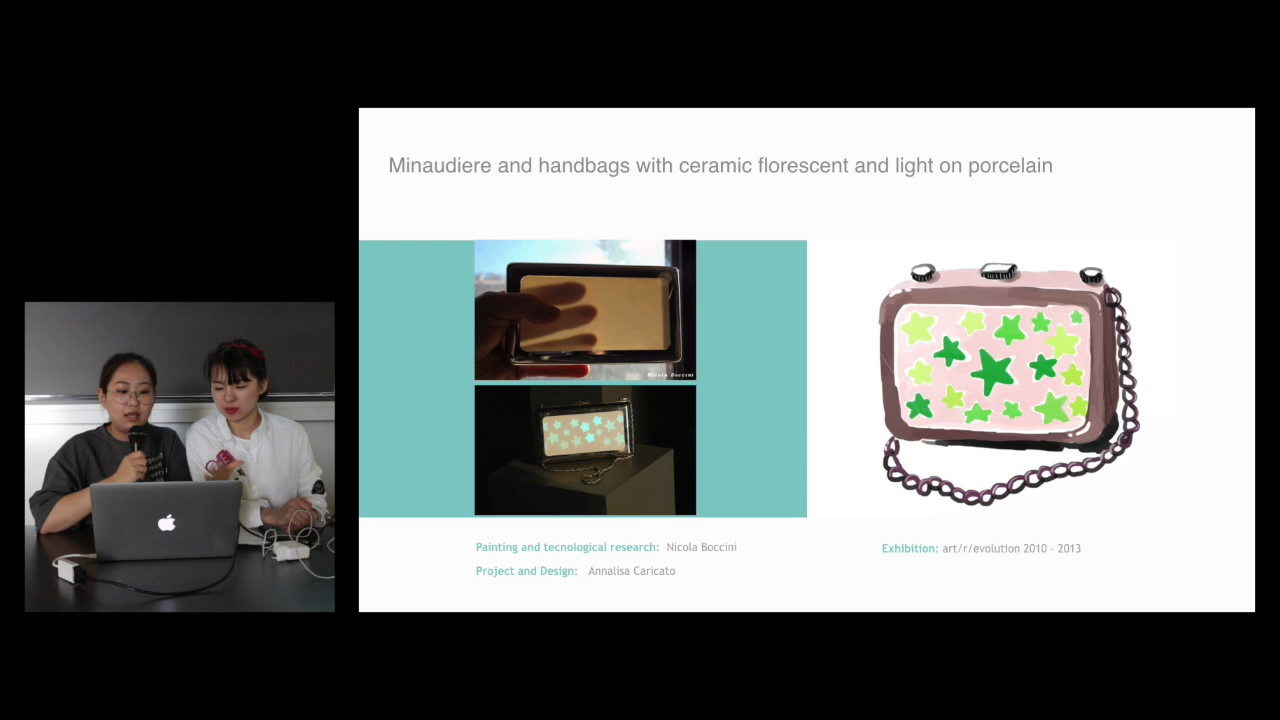 Minaudiere and handbags with ceramic florescent and light on porcelain
Nicola Boccini
Painting and tecnological research: Nicola Boccini
Project and Design: Annalisa Caricato
Exhibition: art/r/evolution 2010 - 2013